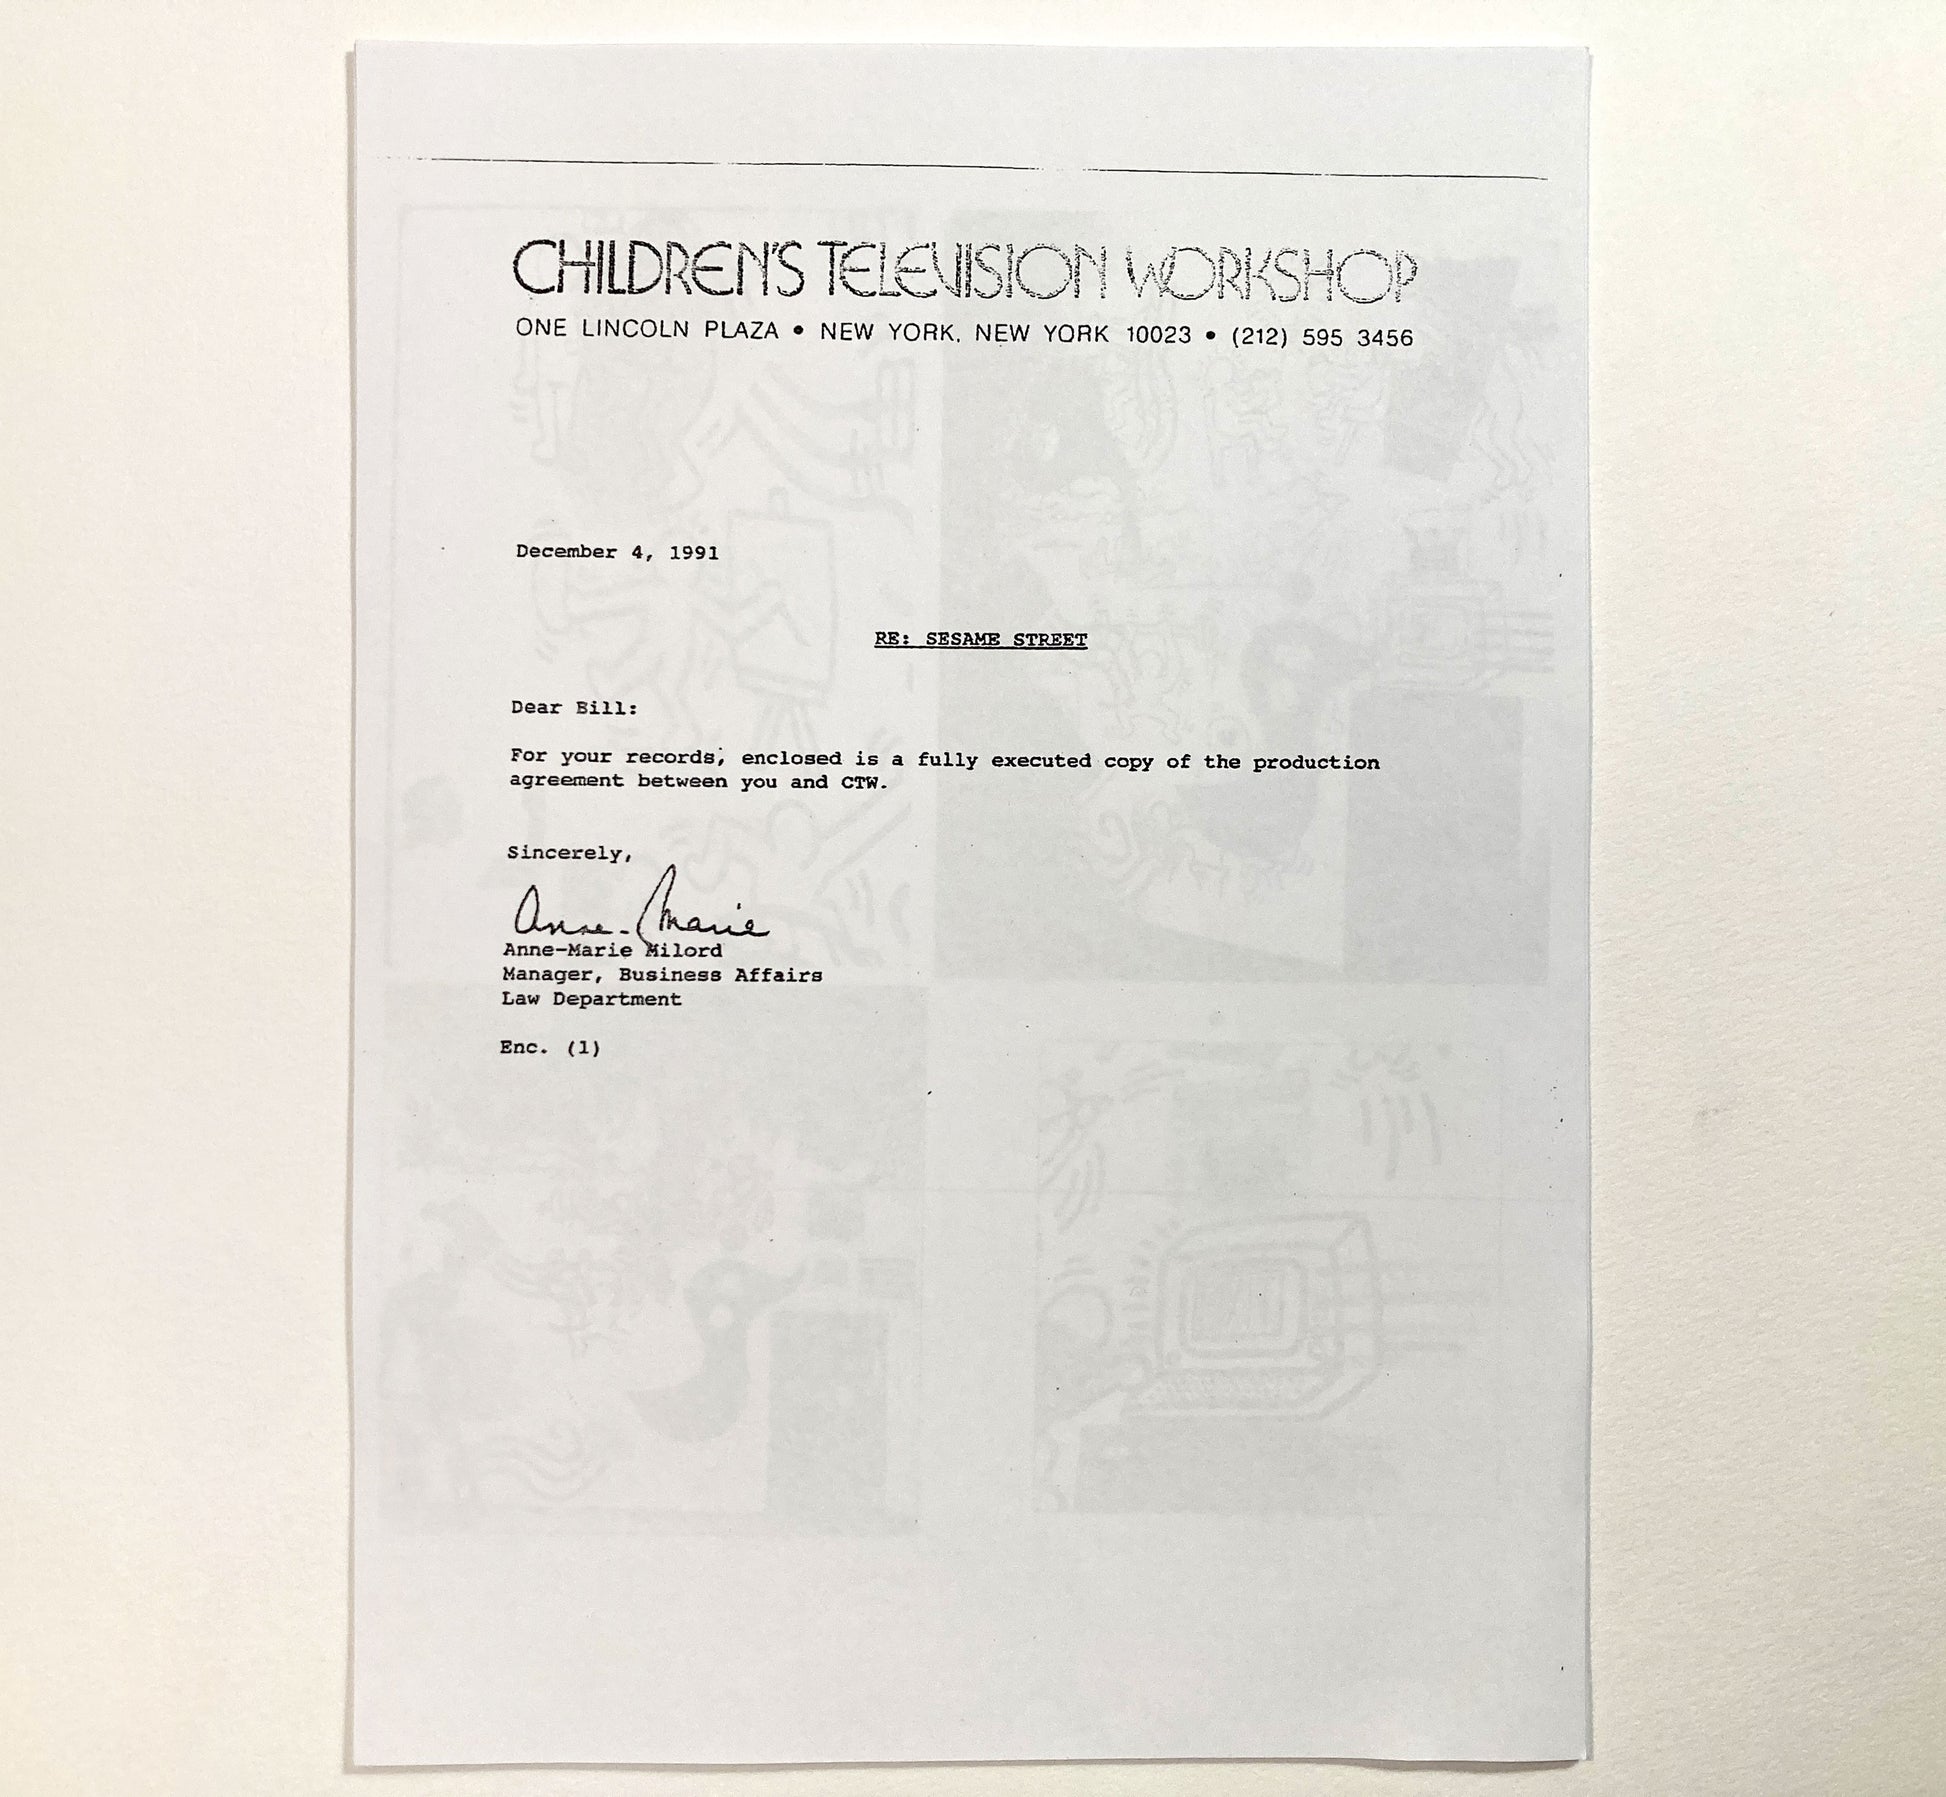 CHILDREN'S TELEVISION WORKSHOP
ONE LINCOLN PLAZA • NEW YORK, NEW YORK 10023 • (212) 595 3456
December 4, 1991
RE: SESAME STREET
Dear Bill:
For your records, enclosed is a fully executed copy of the production
agreement between you and CTW.
Sincerely,
Anne-Marie
Anne-Marie Milord
Manager, Business Affairs
Law Department
Enc. (1)